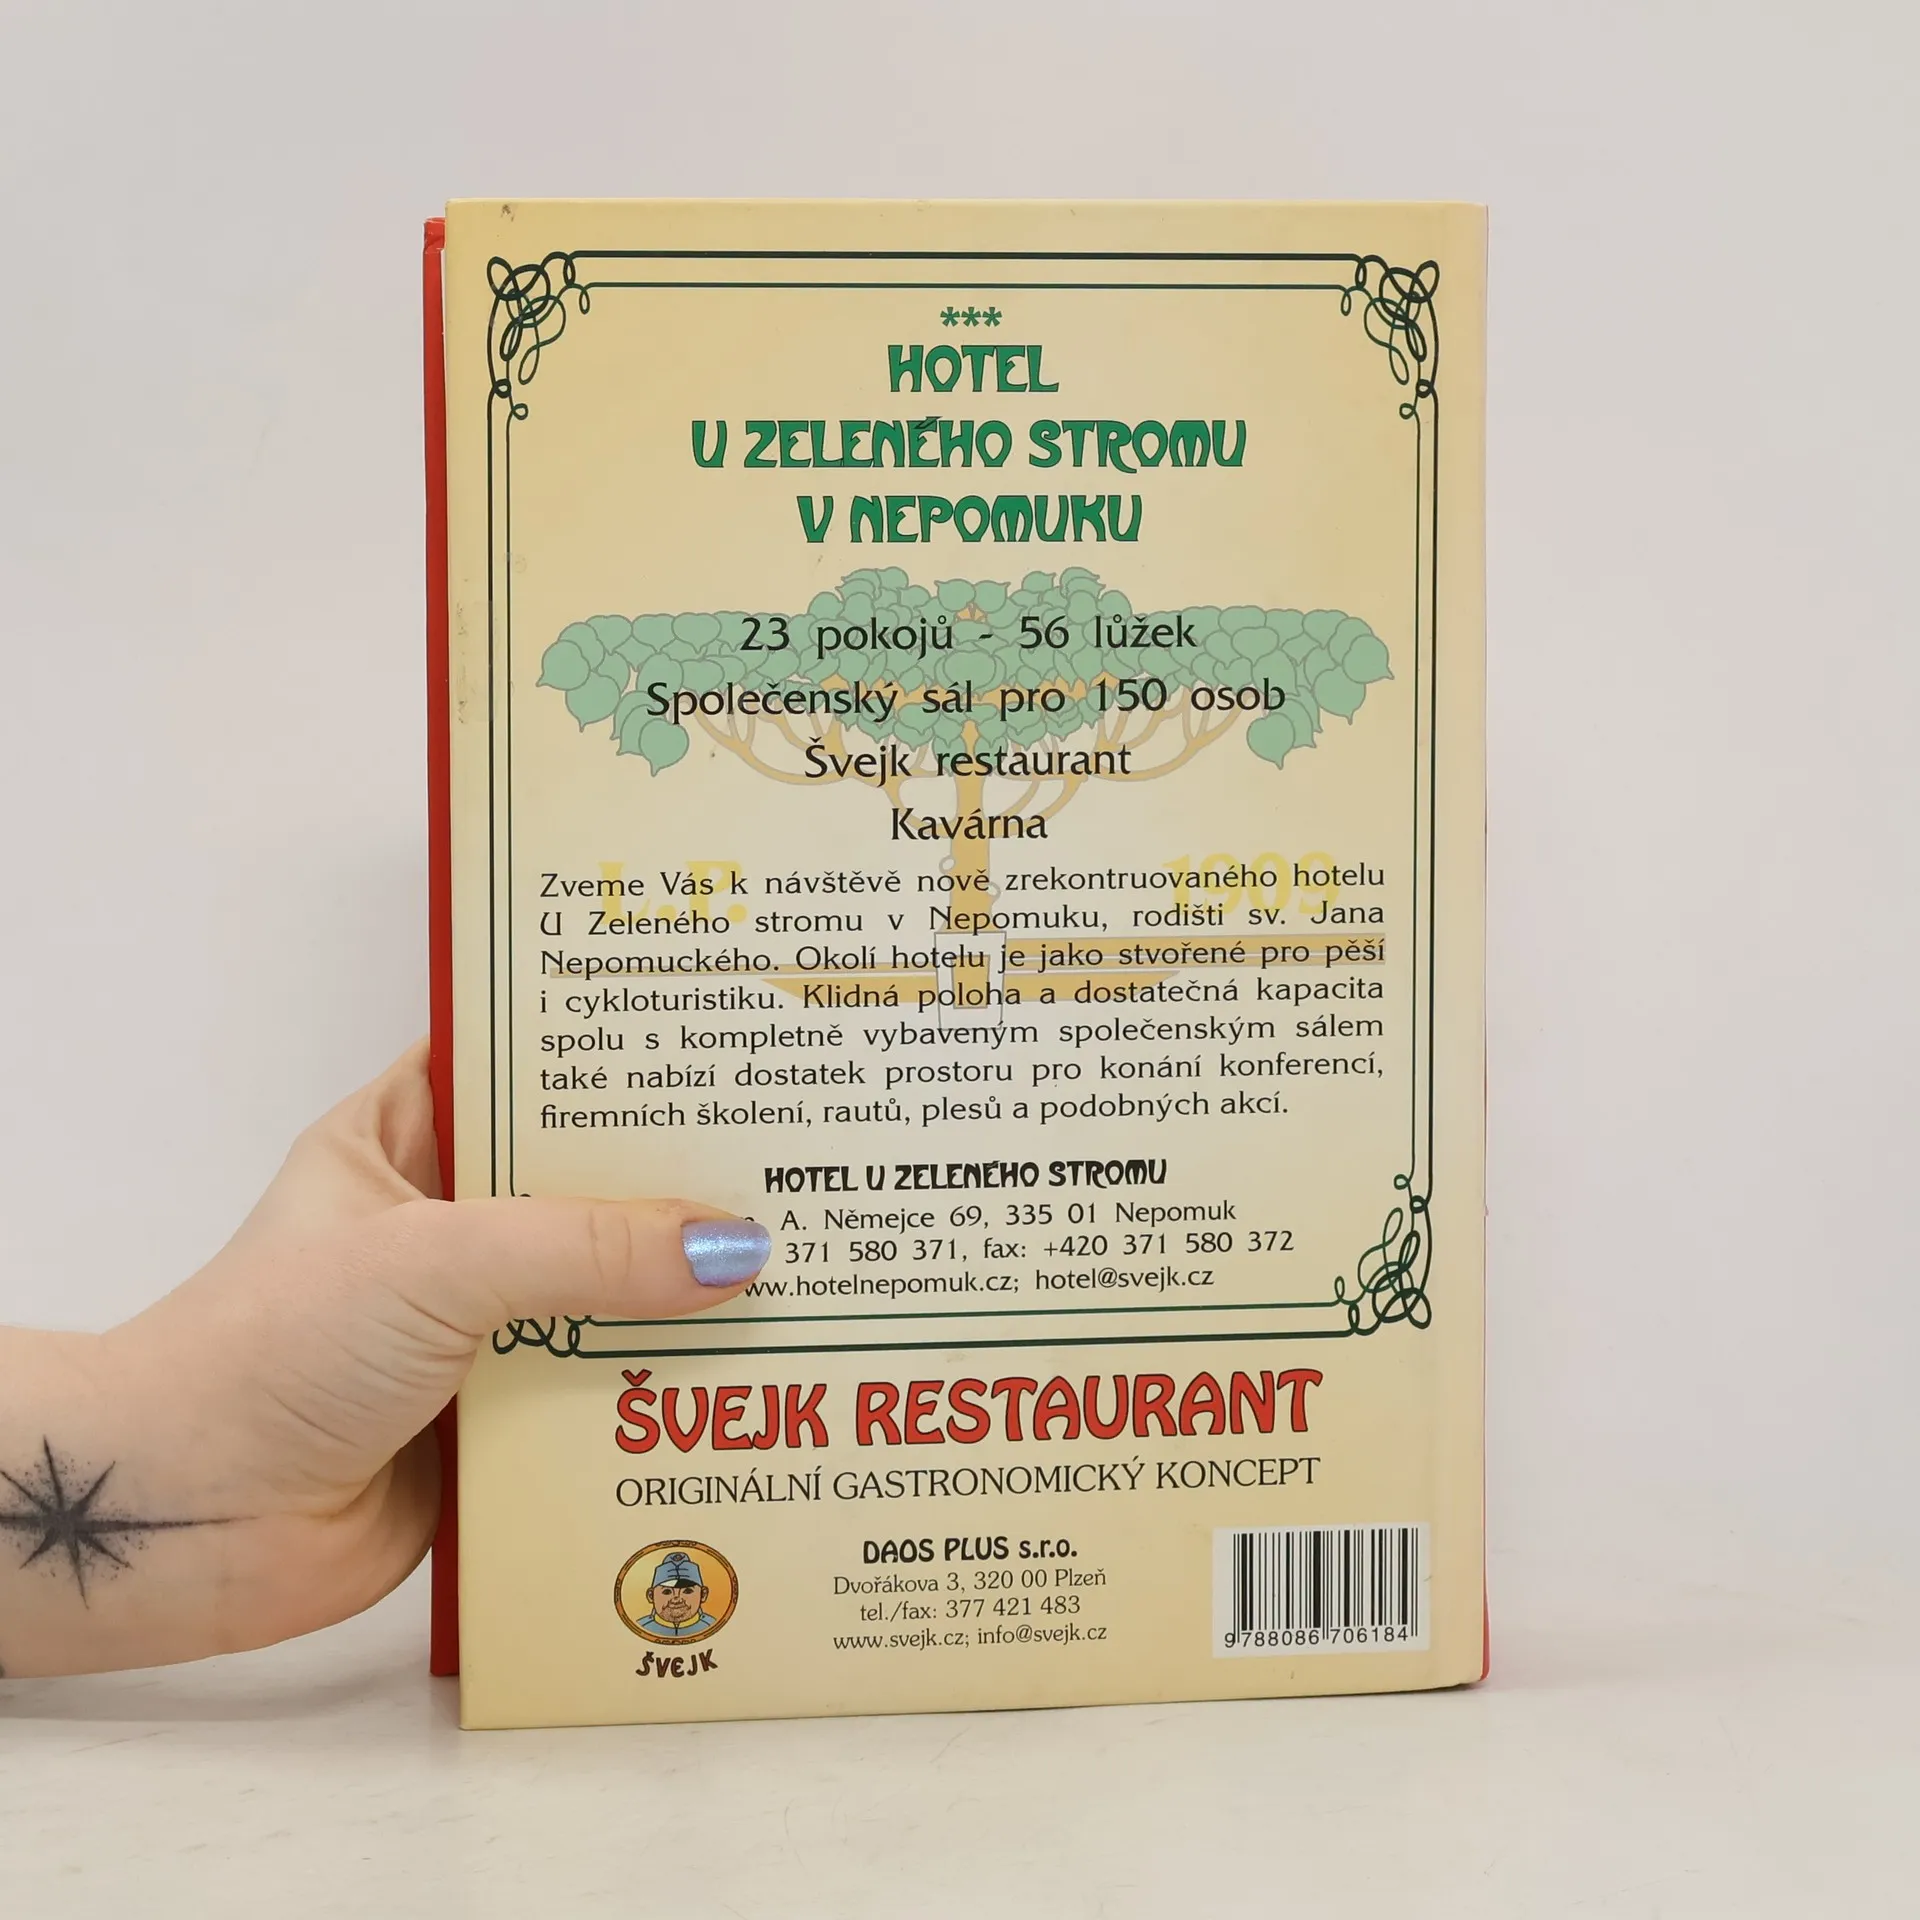 ***
HOTEL
U ZELENÉHO STROMU
V NEPOMUKU
23 pokojů - 56 lůžek
Společenský sál pro 150 osob
Švejk restaurant
Kavárna
L.P. 1909
Zveme Vás k návštěvě nově zrekontruovaného hotelu
U Zeleného stromu v Nepomuku, rodišti sv. Jana
Nepomuckého. Okolí hotelu je jako stvořené pro pěší
i cykloturistiku. Klidná poloha a dostatečná kapacita
spolu s kompletně vybaveným společenským sálem
také nabízí dostatek prostoru pro konání konferencí,
firemních školení, rautů, plesů a podobných akcí.
HOTEL U ZELENÉHO STROMU
A. Němejce 69, 335 01 Nepomuk
371 580 371, fax: +420 371 580 372
ww.hotelnepomuk.cz; hotel@svejk.cz
ŠVEJK RESTAURANT
ORIGINÁLNÍ GASTRONOMICKÝ KONCEPT
ŠVEJK
DAOS PLUS s.r.o.
Dvořákova 3, 320 00 Plzeň
tel./fax: 377 421 483
www.svejk.cz; info@svejk.cz
9 788086 706184